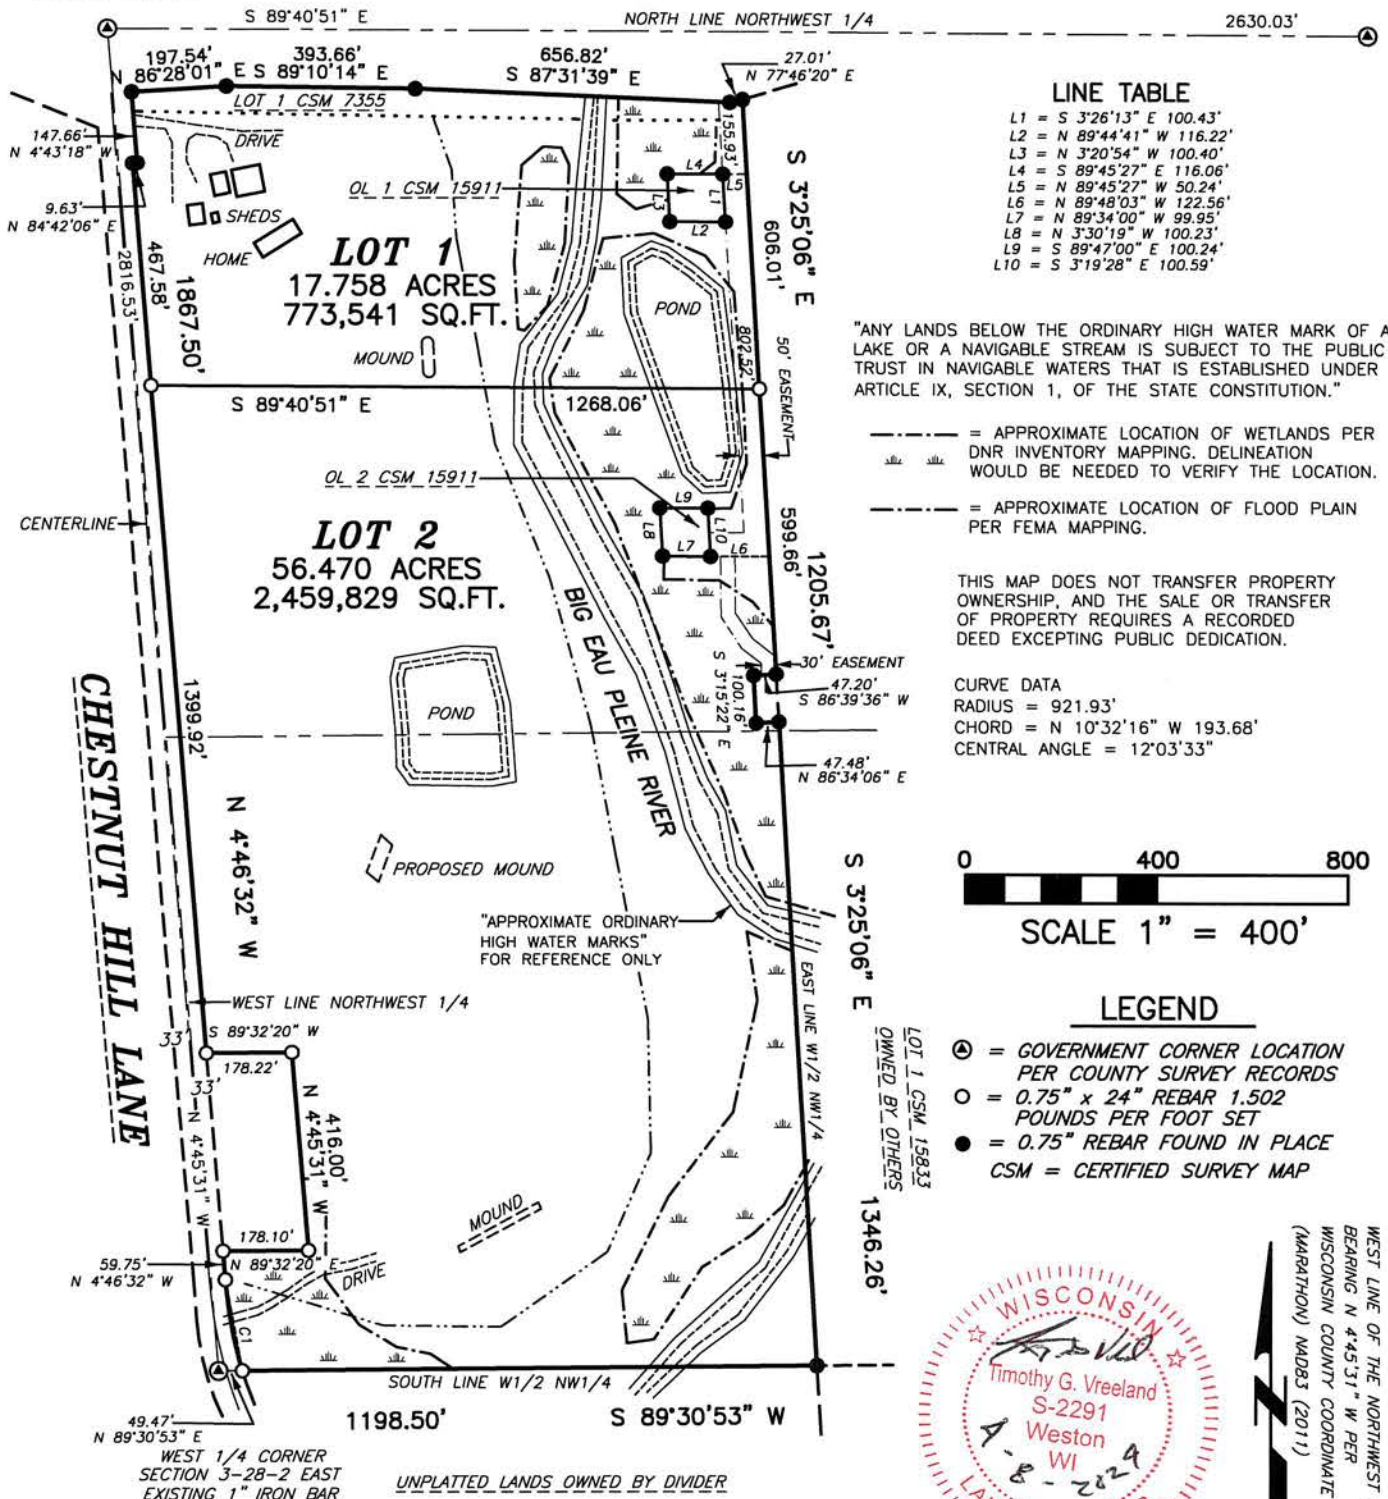 S 89°40'51" E
NORTH LINE NORTHWEST 1/4
2630.03'
197.54'
N 86°28'01" E
393.66'
S 89°10'14" E
656.82'
S 87°31'39" E
27.01'
N 77°46'20" E
LOT 1 CSM 7355
147.66'
N 4°43'18" W
DRIVE
155.93'
L4
L5
L3
L1
L2
OL 1 CSM 15911
9.63'
N 84°42'06" E
SHEDS
HOME
S 3°25'06" E
606.01'
LOT 1
17.758 ACRES
773,541 SQ.FT.
2816.53'
467.58'
1867.50'
POND
MOUND
802.52'
50' EASEMENT
S 89°40'51" E
1268.06'
LINE TABLE
L1 = S 3°26'13" E 100.43'
L2 = N 89°44'41" W 116.22'
L3 = N 3°20'54" W 100.40'
L4 = S 89°45'27" E 116.06'
L5 = N 89°45'27" W 50.24'
L6 = N 89°48'03" W 122.56'
L7 = N 89°34'00" W 99.95'
L8 = N 3°30'19" W 100.23'
L9 = S 89°47'00" E 100.24'
L10 = S 3°19'28" E 100.59'
"ANY LANDS BELOW THE ORDINARY HIGH WATER MARK OF A
LAKE OR A NAVIGABLE STREAM IS SUBJECT TO THE PUBLIC
TRUST IN NAVIGABLE WATERS THAT IS ESTABLISHED UNDER
ARTICLE IX, SECTION 1, OF THE STATE CONSTITUTION."
= APPROXIMATE LOCATION OF WETLANDS PER
DNR INVENTORY MAPPING. DELINEATION
WOULD BE NEEDED TO VERIFY THE LOCATION.
= APPROXIMATE LOCATION OF FLOOD PLAIN
PER FEMA MAPPING.
THIS MAP DOES NOT TRANSFER PROPERTY
OWNERSHIP, AND THE SALE OR TRANSFER
OF PROPERTY REQUIRES A RECORDED
DEED EXCEPTING PUBLIC DEDICATION.
CURVE DATA
RADIUS = 921.93'
CHORD = N 10°32'16" W 193.68'
CENTRAL ANGLE = 12°03'33"
OL 2 CSM 15911
L9
L8
L10
L7
L6
CENTERLINE
LOT 2
56.470 ACRES
2,459,829 SQ.FT.
599.66'
1205.67'
BIG EAU PLEINE RIVER
30' EASEMENT
47.20'
S 86°39'36" W
100.16'
S 3°15'22" E
47.48'
N 86°34'06" E
POND
1399.92'
CHESTNUT HILL LANE
N 4°46'32" W
PROPOSED MOUND
"APPROXIMATE ORDINARY
HIGH WATER MARKS"
FOR REFERENCE ONLY
S 3°25'06" E
EAST LINE W1/2 NW1/4
LOT 1 CSM 15833
OWNED BY OTHERS
1346.26'
0
400
800
SCALE 1" = 400'
WEST LINE NORTHWEST 1/4
33'
33'
S 89°32'20" W
178.22'
N 4°45'31" W
416.00'
N 4°45'31" W
178.10'
N 89°32'20" E
59.75'
N 4°46'32" W
MOUND
DRIVE
C1
SOUTH LINE W1/2 NW1/4
1198.50'
S 89°30'53" W
49.47'
N 89°30'53" E
WEST 1/4 CORNER
SECTION 3-28-2 EAST
EXISTING 1" IRON BAR
UNPLATTED LANDS OWNED BY DIVIDER
LEGEND
= GOVERNMENT CORNER LOCATION
PER COUNTY SURVEY RECORDS
= 0.75" x 24" REBAR 1.502
POUNDS PER FOOT SET
= 0.75" REBAR FOUND IN PLACE
CSM = CERTIFIED SURVEY MAP
WISCONSIN
Timothy G. Vreeland
S-2291
Weston
WI
WEST LINE OF THE NORTHWEST
BEARING N 4°45'31" W PER
WISCONSIN COUNTY COORDINATE
(MARATHON) NAD83 (2011)
N